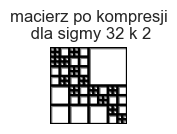 macierz po kompresji
dla sigmy 32 k 2